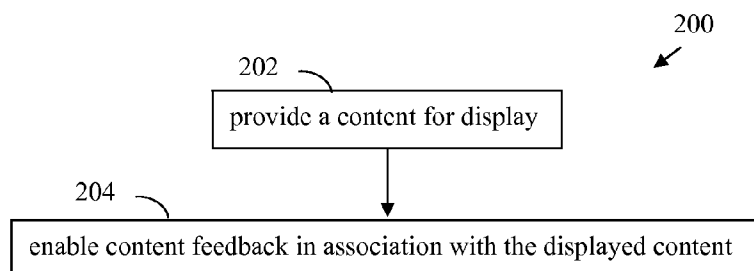 200
202
provide a content for display
204
enable content feedback in association with the displayed content